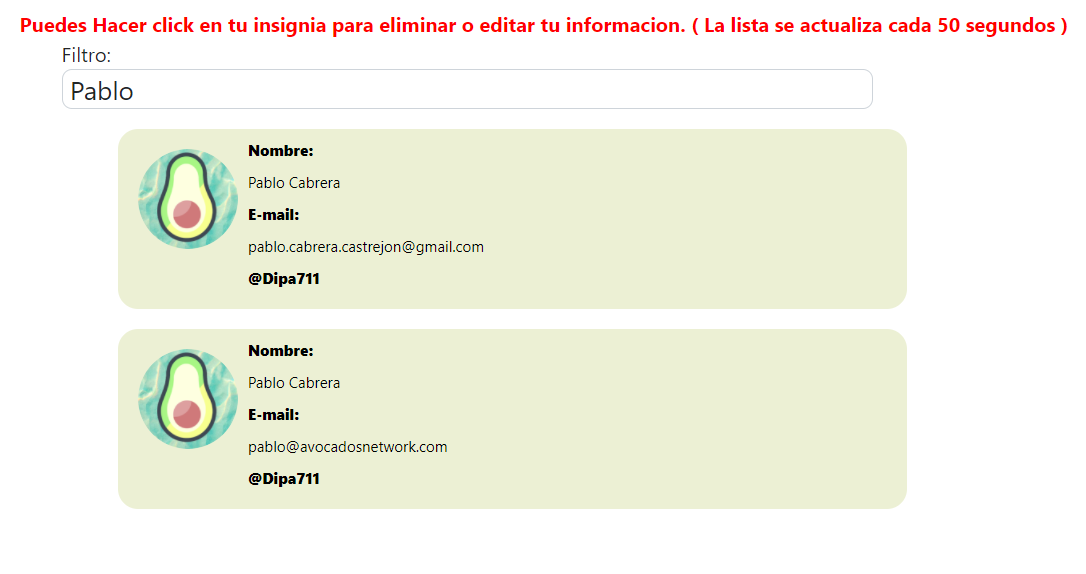 Puedes Hacer click en tu insignia para eliminar o editar tu informacion. ( La lista se actualiza cada 50 segundos )
Filtro:
Pablo
Nombre:
Pablo Cabrera
E-mail:
pablo.cabrera.castrejon@gmail.com
@Dipa711
Nombre:
Pablo Cabrera
E-mail:
pablo@avocadosnetwork.com
@Dipa711